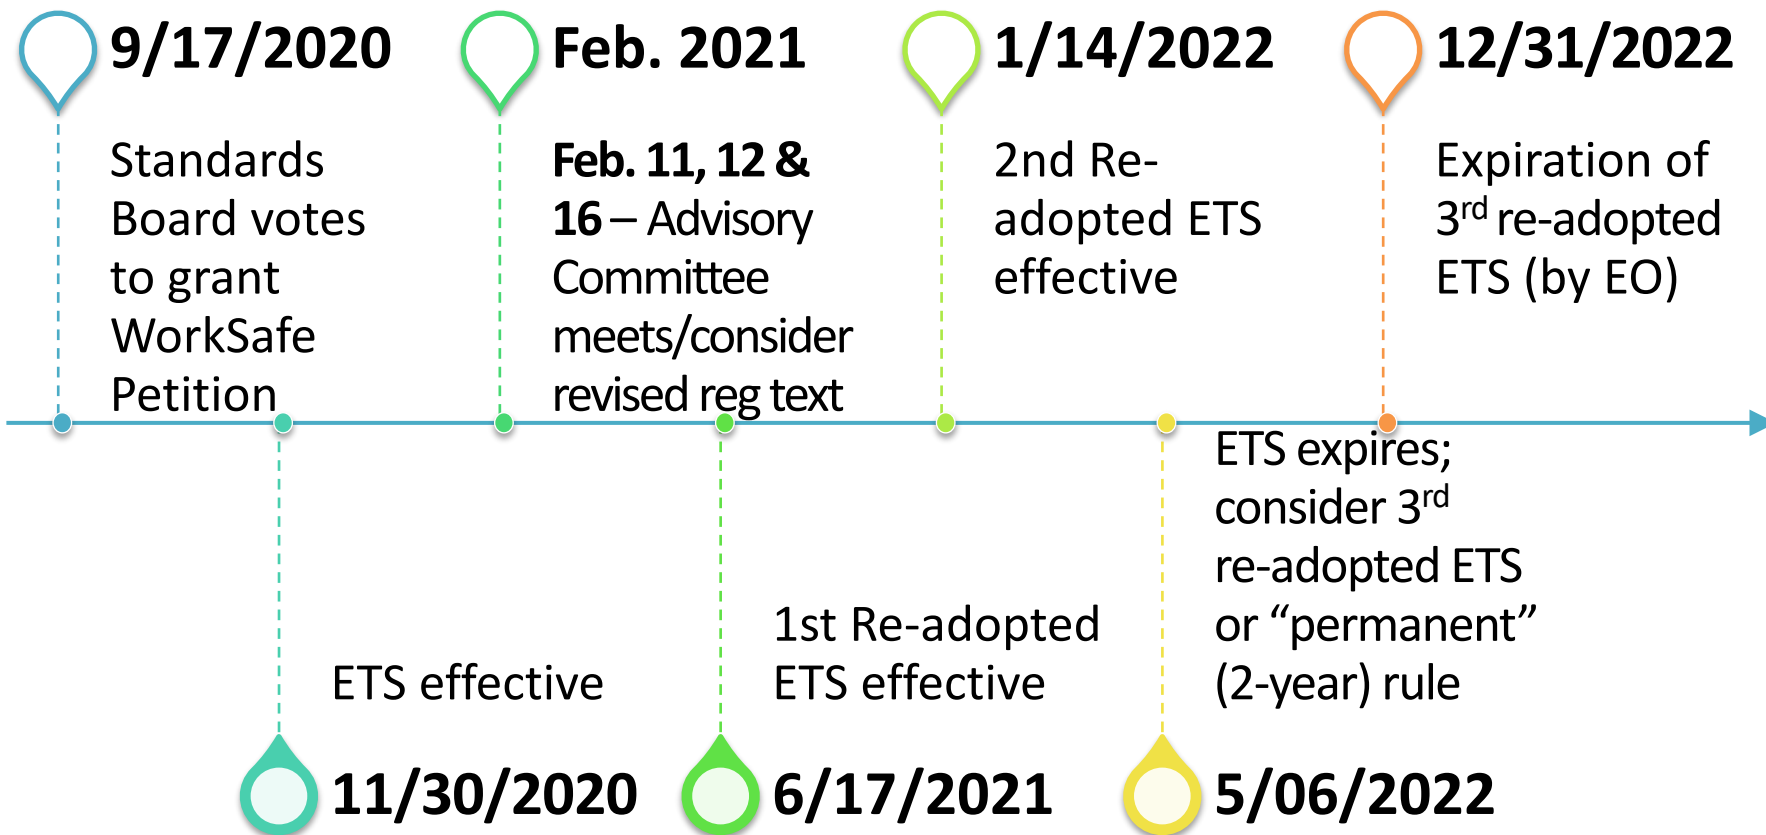 9/17/2020
Standards
Board votes
to grant
WorkSafe
Petition
11/30/2020
ETS effective
Feb. 2021
Feb. 11, 12 &
16 – Advisory
Committee
meets/consider
revised reg text
6/17/2021
1st Re-adopted
ETS effective
1/14/2022
2nd Re-
adopted ETS
effective
5/06/2022
ETS expires;
consider 3rd
re-adopted ETS
or “permanent”
(2-year) rule
12/31/2022
Expiration of
3rd re-adopted
ETS (by EO)